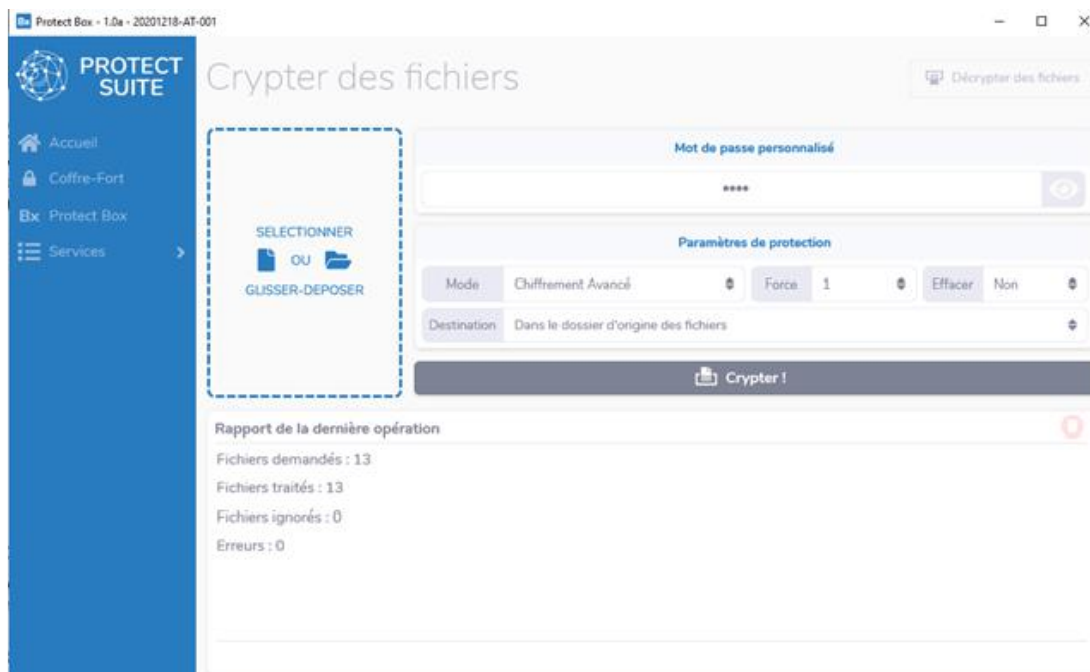 Protect Box - 1.0a - 20201218-AT-001
PROTECT
SUITE
Accueil
Coffre-Fort
Bx Protect Box
Services
Crypter des fichiers
Décrypter des fichiers
SELECTIONNER
OU
GLISSER-DEPOSER
Mot de passe personnalisé
••••
Paramètres de protection
Mode Chiffrement Avancé Force 1 Effacer Non
Destination Dans le dossier d'origine des fichiers
Crypter !
Rapport de la dernière opération
Fichiers demandés : 13
Fichiers traités : 13
Fichiers ignorés : 0
Erreurs : 0